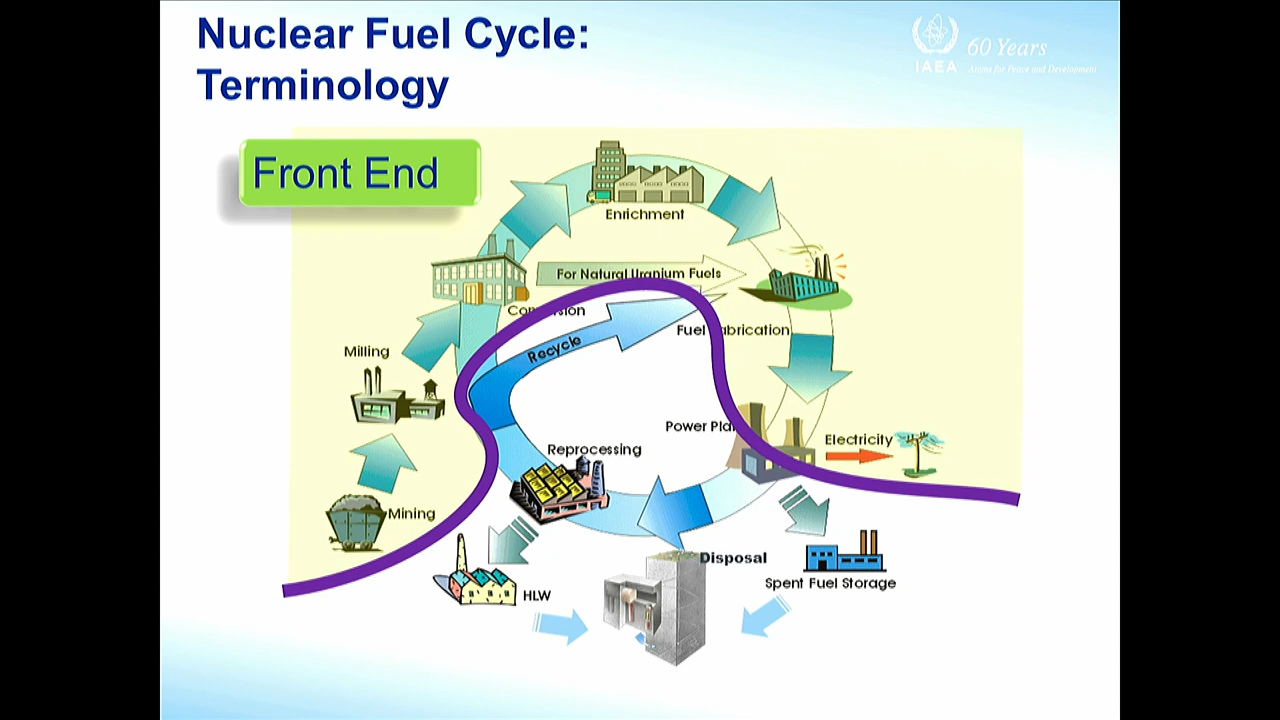 Nuclear Fuel Cycle:
Terminology
IAEA
60 Years
Atoms for Peace and Development
Front End
Enrichment
For Natural Uranium Fuels
Conversion
Fuel Fabrication
Recycle
Milling
Power Plant
Electricity
Reprocessing
Mining
Disposal
Spent Fuel Storage
HLW